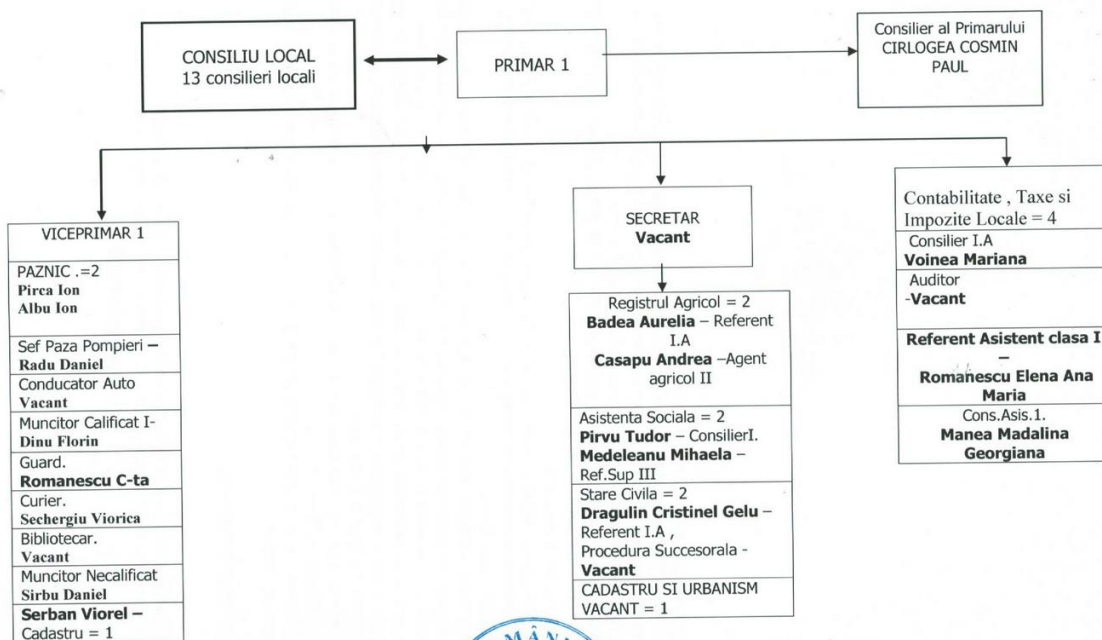 CONSILIU LOCAL
13 consilieri locali
PRIMAR 1
Consilier al Primarului
CIRLOGEA COSMIN
PAUL
VICEPRIMAR 1
PAZNIC .=2
Pirca Ion
Albu Ion
Sef Paza Pompieri –
Radu Daniel
Conducator Auto
Vacant
Muncitor Calificat I-
Dinu Florin
Guard.
Romanescu C-ta
Curier.
Sechergiu Viorica
Bibliotecar.
Vacant
Muncitor Necalificat
Sirbu Daniel
Serban Viorel –
Cadastru = 1
SECRETAR
Vacant
Registrul Agricol = 2
Badea Aurelia – Referent
I.A
Casapu Andrea –Agent
agricol II
Asistenta Sociala = 2
Pirvu Tudor – ConsilierI.
Medeleanu Mihaela –
Ref.Sup III
Stare Civila = 2
Dragulin Cristinel Gelu –
Referent I.A ,
Procedura Succesorala -
Vacant
CADASTRU SI URBANISM
VACANT = 1
Contabilitate , Taxe si
Impozite Locale = 4
Consilier I.A
Voinea Mariana
Auditor
-Vacant
Referent Asistent clasa I
–
Romanescu Elena Ana
Maria
Cons.Asis.1.
Manea Madalina
Georgiana